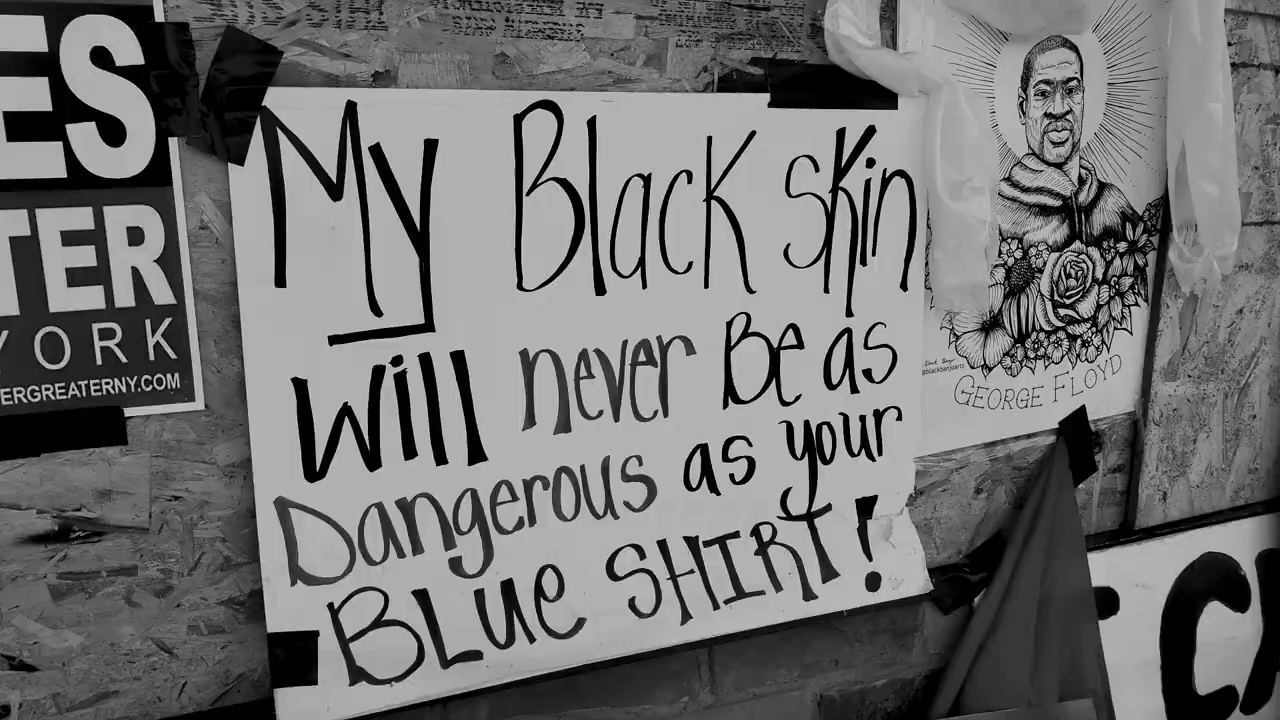 ES
TER
YORK
ERGREATERNY.COM
My Black skin
will never Be as
Dangerous as your
BLue SHIRT!
@blackbanjoarts
GEORGE FLOYD